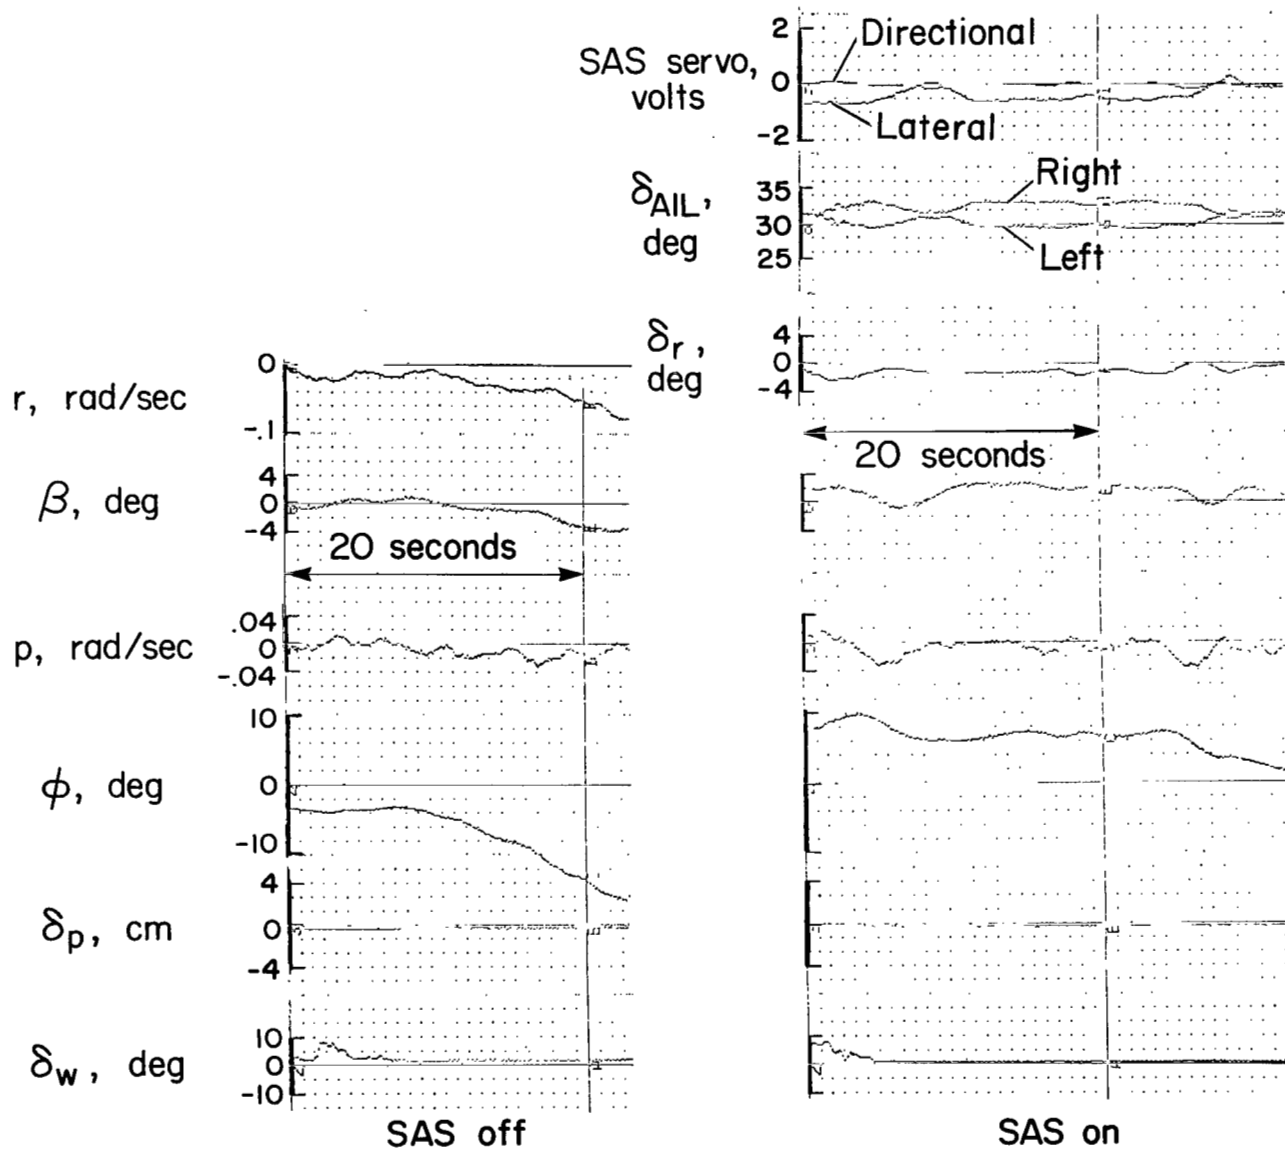 2
Directional
SAS servo,
volts
0
Lateral
-2
35
Right
δAIL,
deg
30
25
Left
δr,
deg
4
0
-4
20 seconds
r, rad/sec
0
-.1
β, deg
4
0
-4
20 seconds
p, rad/sec
.04
0
-.04
ϕ, deg
10
0
-10
δp, cm
4
0
-4
δw, deg
10
0
-10
SAS off
SAS on